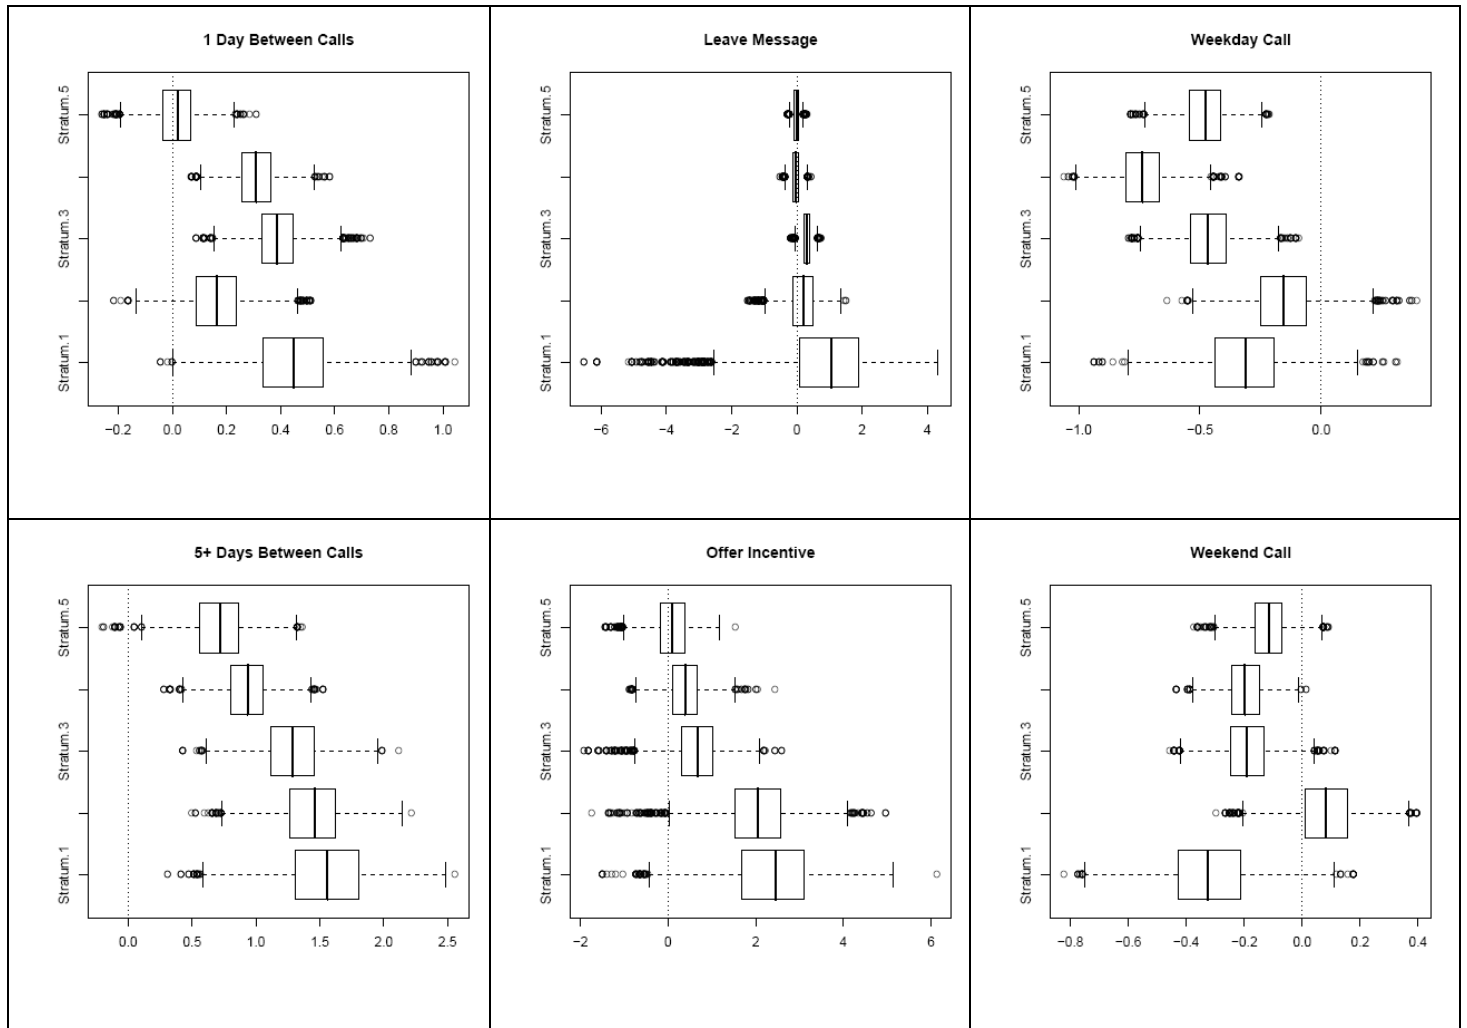 1 Day Between Calls
Stratum.5
Stratum.3
Stratum.1
−0.2 0.0 0.2 0.4 0.6 0.8 1.0
Leave Message
Stratum.5
Stratum.3
Stratum.1
−6 −4 −2 0 2 4
Weekday Call
Stratum.5
Stratum.3
Stratum.1
−1.0 −0.5 0.0
5+ Days Between Calls
Stratum.5
Stratum.3
Stratum.1
0.0 0.5 1.0 1.5 2.0 2.5
Offer Incentive
Stratum.5
Stratum.3
Stratum.1
−2 0 2 4 6
Weekend Call
Stratum.5
Stratum.3
Stratum.1
−0.8 −0.6 −0.4 −0.2 0.0 0.2 0.4